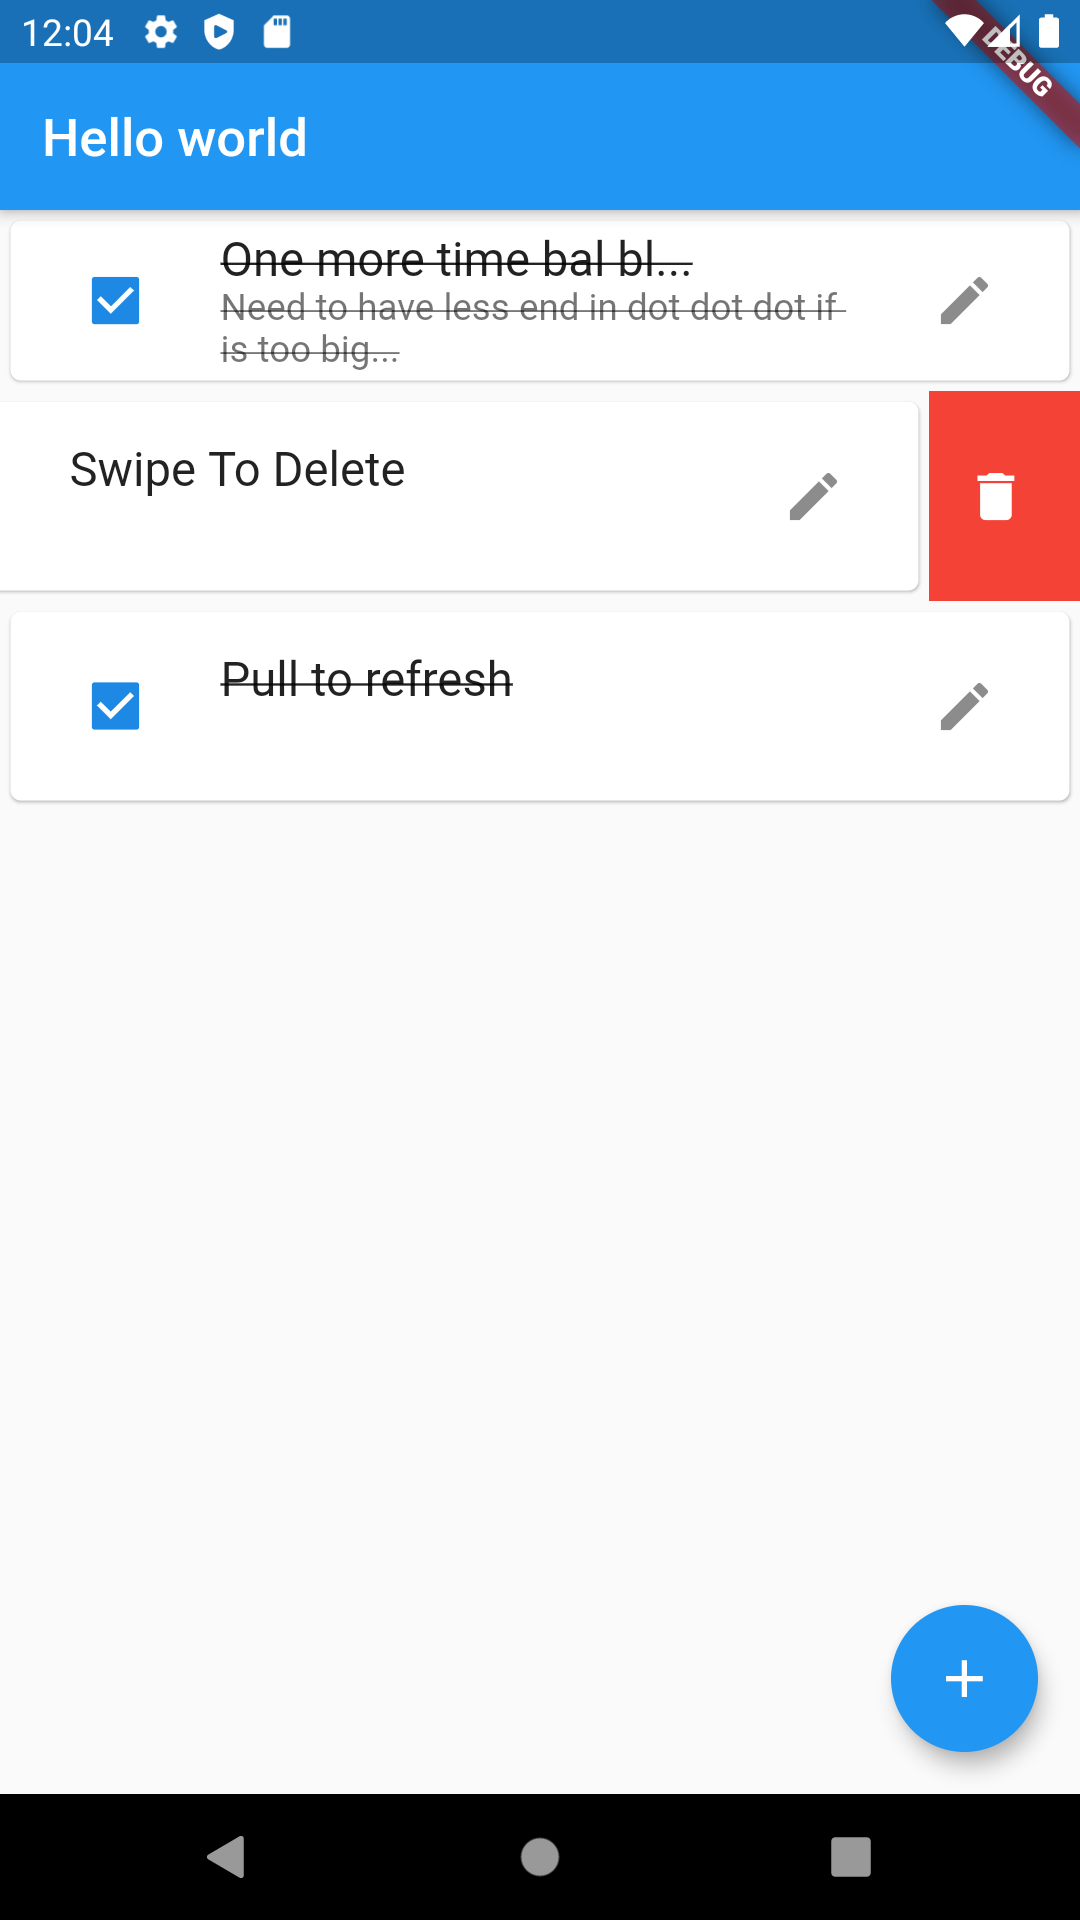 12:04
DEBUG
Hello world
One more time bal bl...
Need to have less end in dot dot dot if
is too big...
Swipe To Delete
Pull to refresh